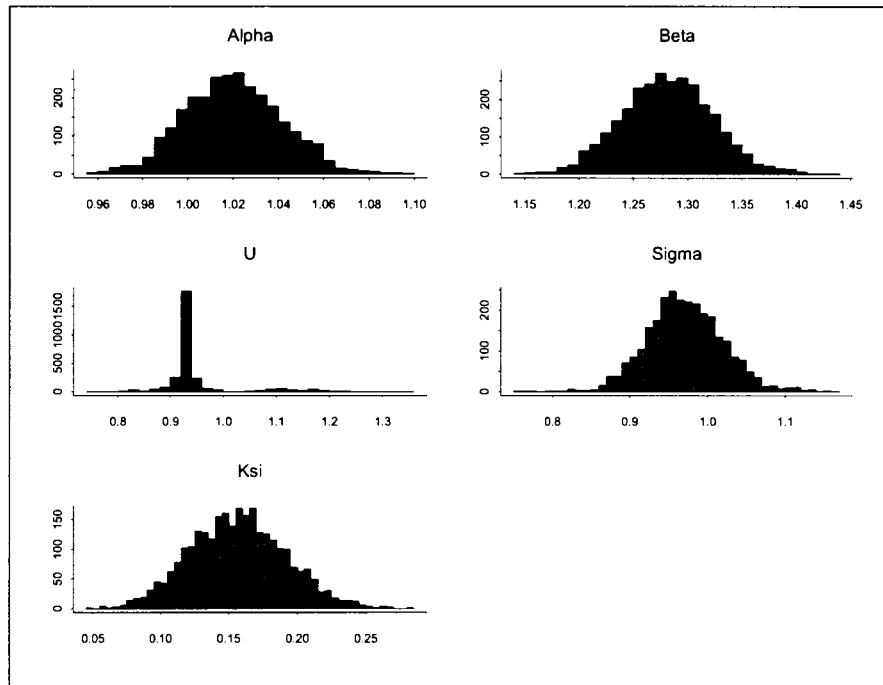 Alpha
Beta
0 100 200
0.96 0.98 1.00 1.02 1.04 1.06 1.08 1.10
0 100 200
1.15 1.20 1.25 1.30 1.35 1.40 1.45
U
Sigma
0 500 1000 1500
0.8 0.9 1.0 1.1 1.2 1.3
0 100 200
0.8 0.9 1.0 1.1
Ksi
0 50 100 150
0.05 0.10 0.15 0.20 0.25